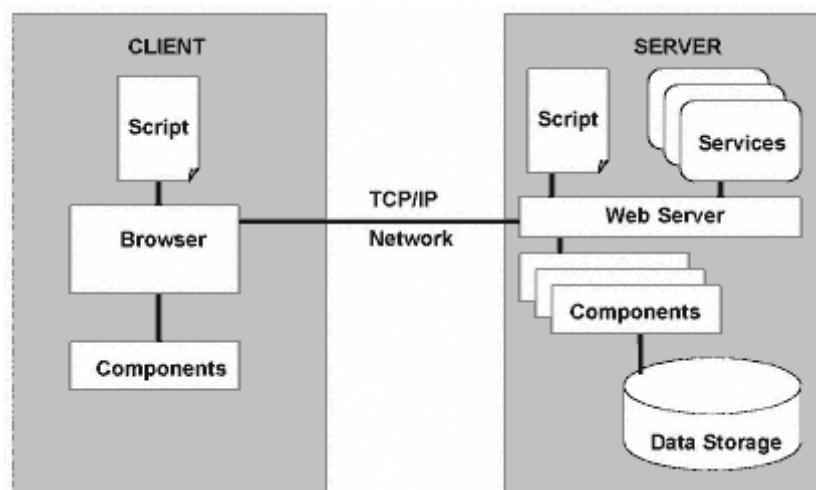 CLIENT
Script
Browser
Components
TCP/IP
Network
SERVER
Script
Services
Web Server
Components
Data Storage